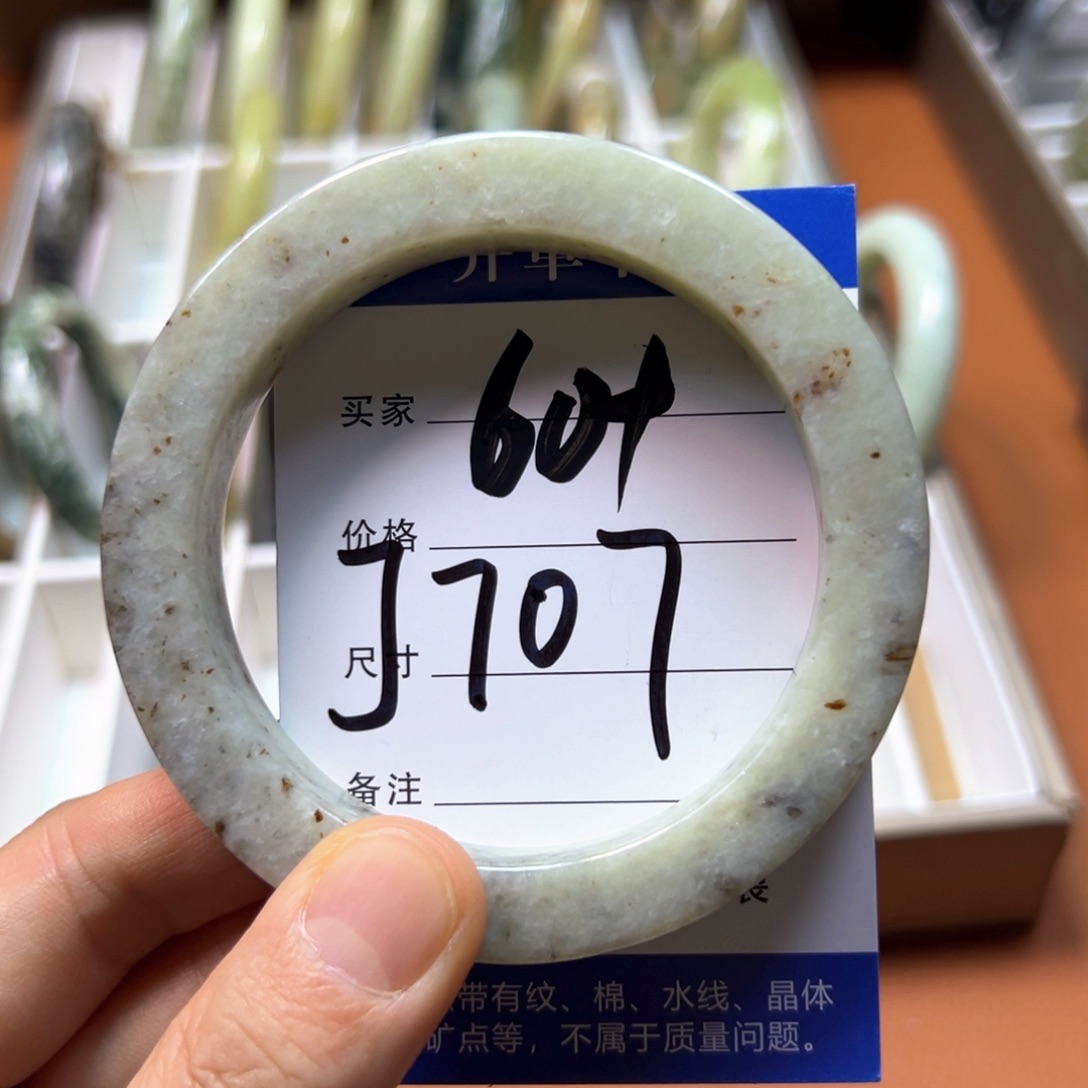 买家 60+
价格
J707
尺寸
备注
带有纹、棉、水线、晶体
矿点等，不属于质量问题。